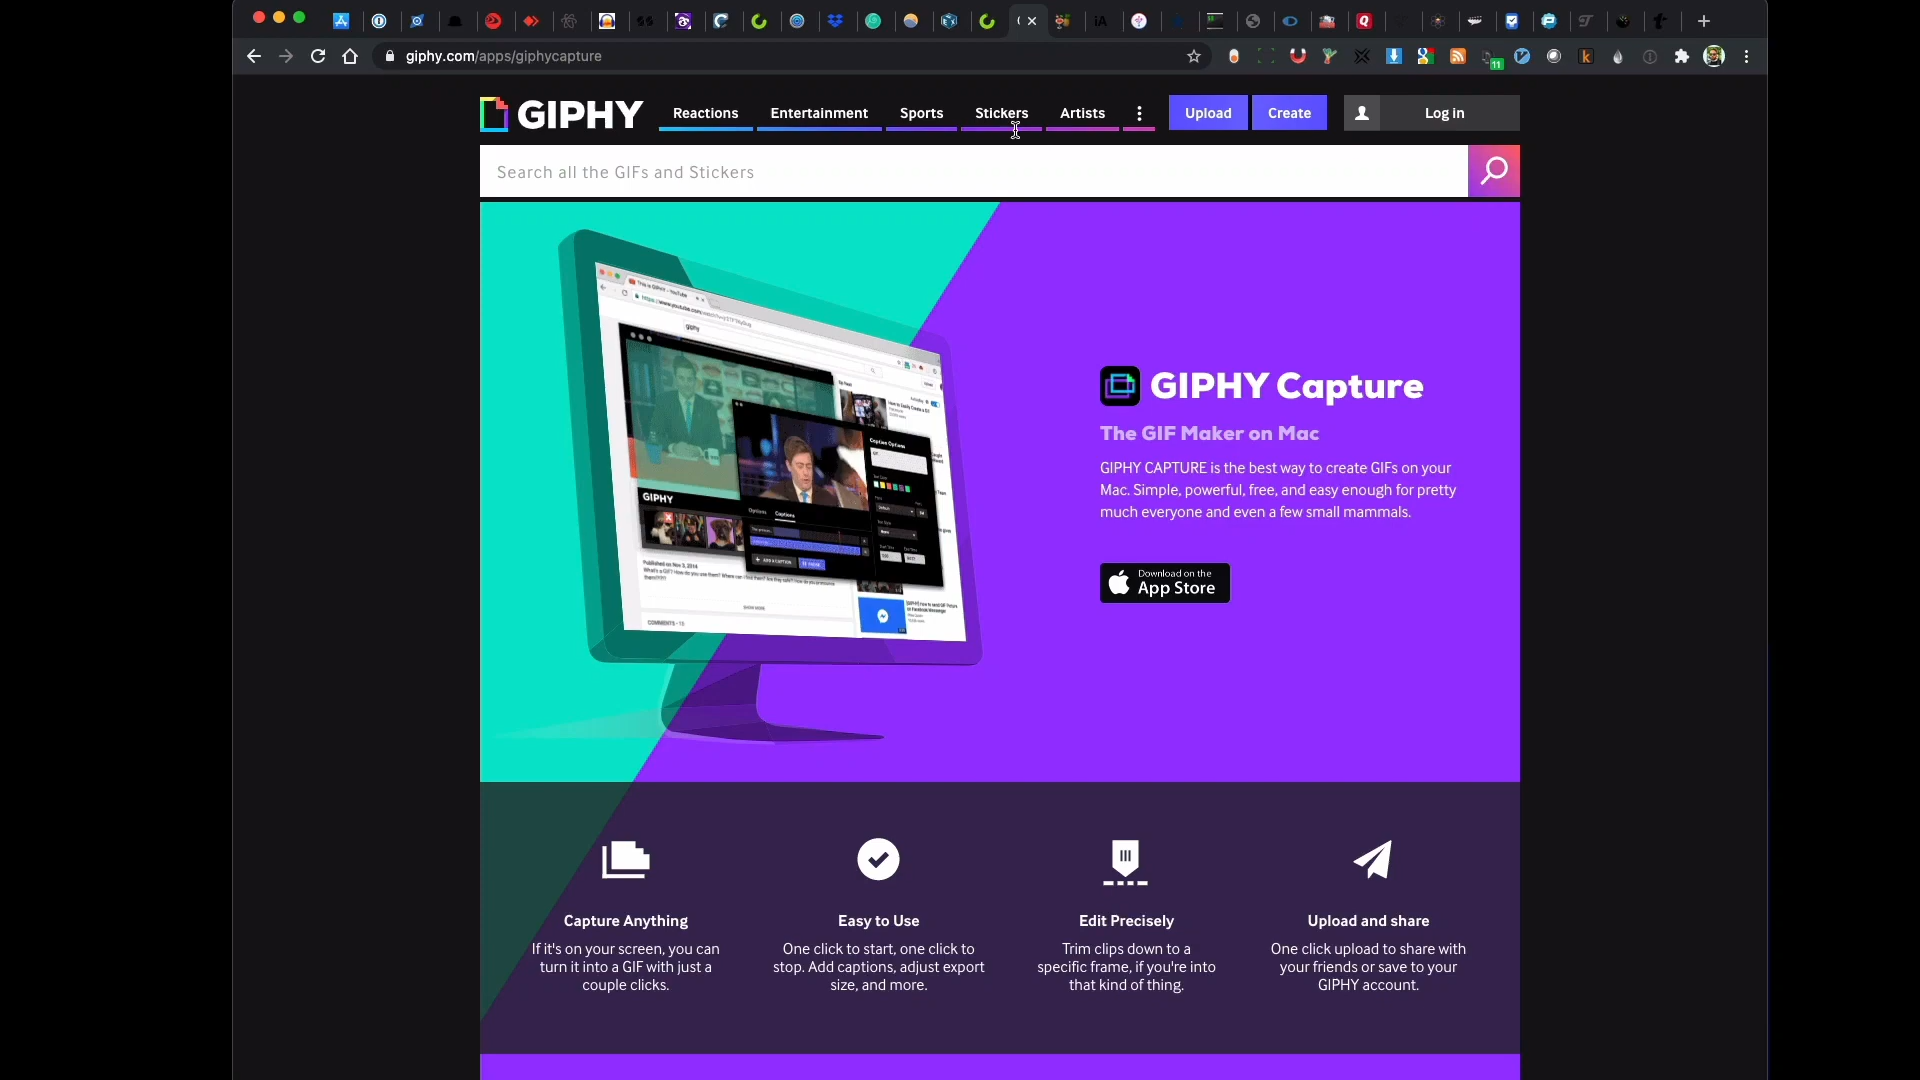 giphy.com/apps/giphycapture
11
GIPHY
Reactions
Entertainment
Sports
Stickers
Artists
Upload
Create
Log in
Search all the GIFs and Stickers
giphy
GIPHY
Captions
GIPHY Capture
The GIF Maker on Mac
GIPHY CAPTURE is the best way to create GIFs on your
Mac. Simple, powerful, free, and easy enough for pretty
much everyone and even a few small mammals.
Download on the
App Store
Capture Anything
If it's on your screen, you can
turn it into a GIF with just a
couple clicks.
Easy to Use
One click to start, one click to
stop. Add captions, adjust export
size, and more.
Edit Precisely
Trim clips down to a
specific frame, if you're into
that kind of thing.
Upload and share
One click upload to share with
your friends or save to your
GIPHY account.